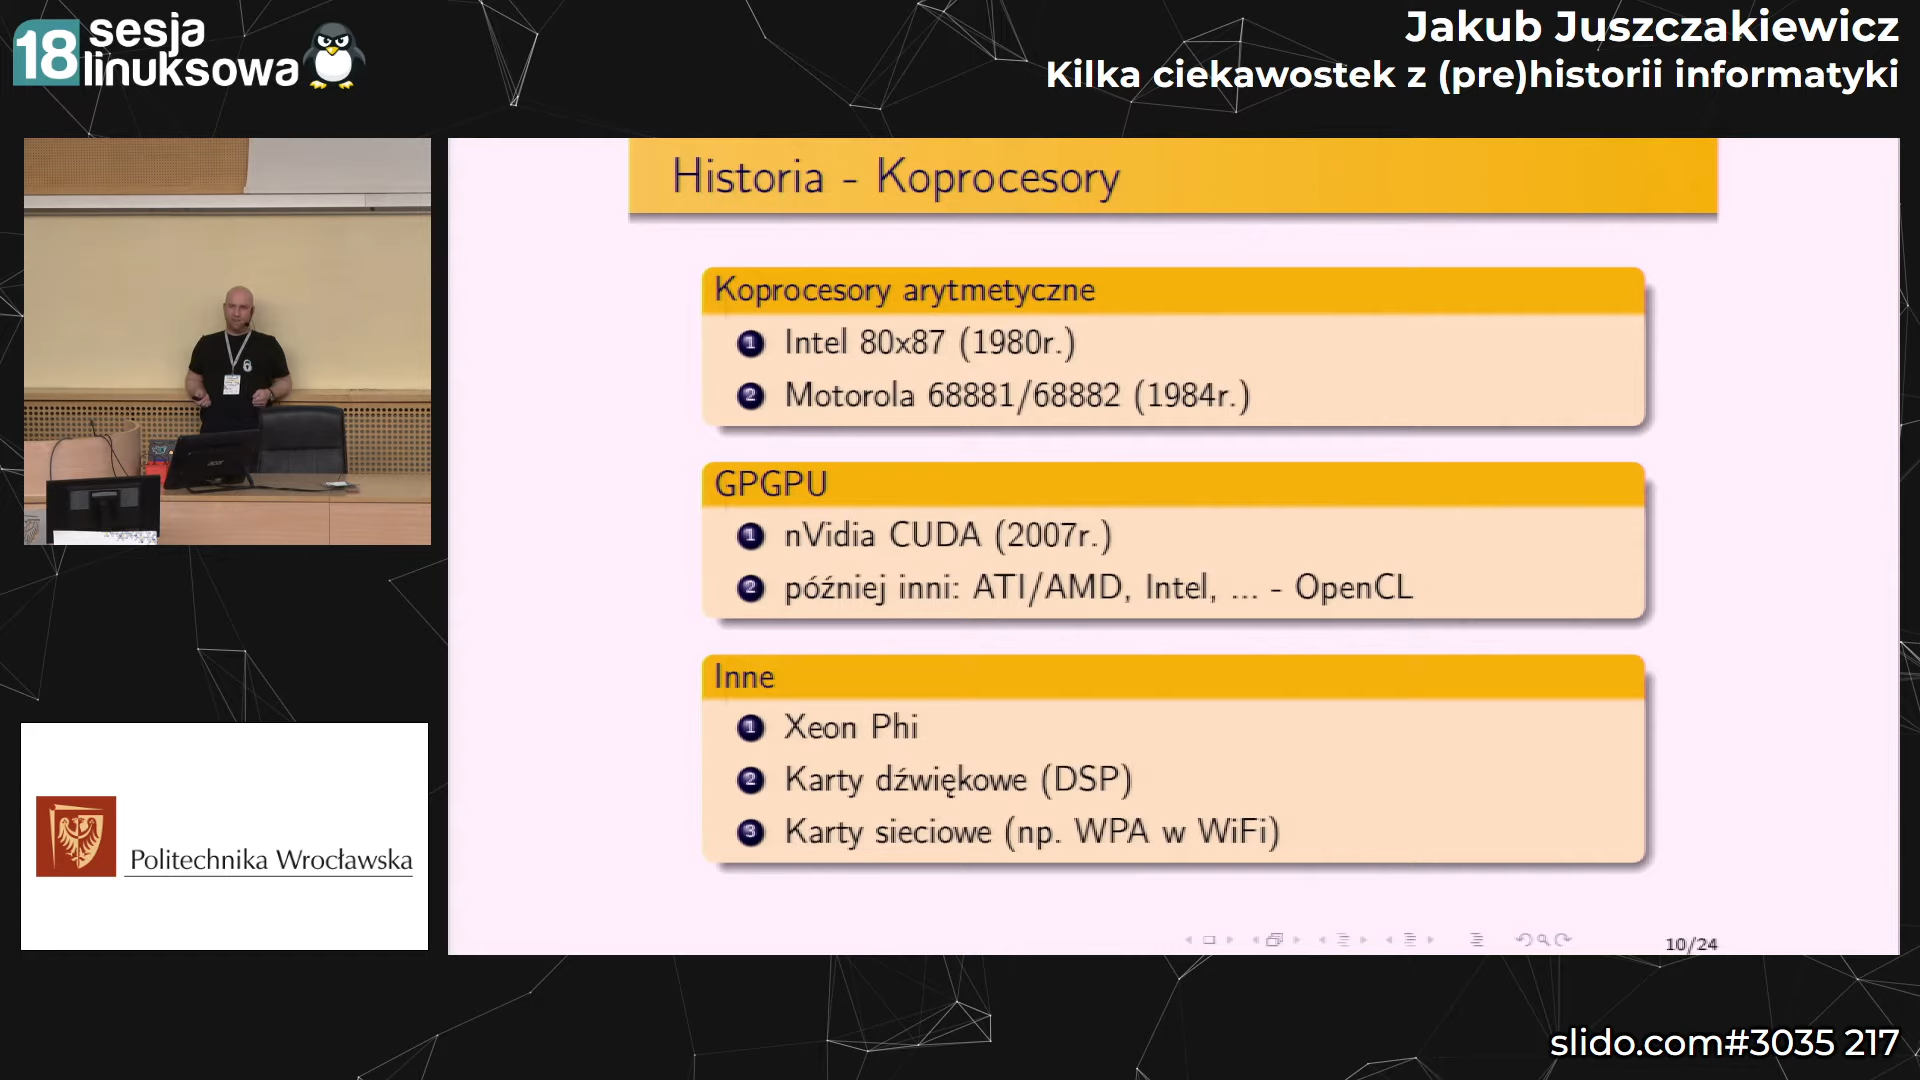 18 sesja
linuksowa
Jakub Juszczakiewicz
Kilka ciekawostek z (pre)historii informatyki
Historia - Koprocesory
Koprocesory arytmetyczne
1 Intel 80x87 (1980r.)
2 Motorola 68881/68882 (1984r.)
GPGPU
1 nVidia CUDA (2007r.)
2 później inni: ATI/AMD, Intel, ... - OpenCL
Inne
1 Xeon Phi
2 Karty dźwiękowe (DSP)
3 Karty sieciowe (np. WPA w WiFi)
10/24
acer
Politechnika Wrocławska
slido.com#3035 217